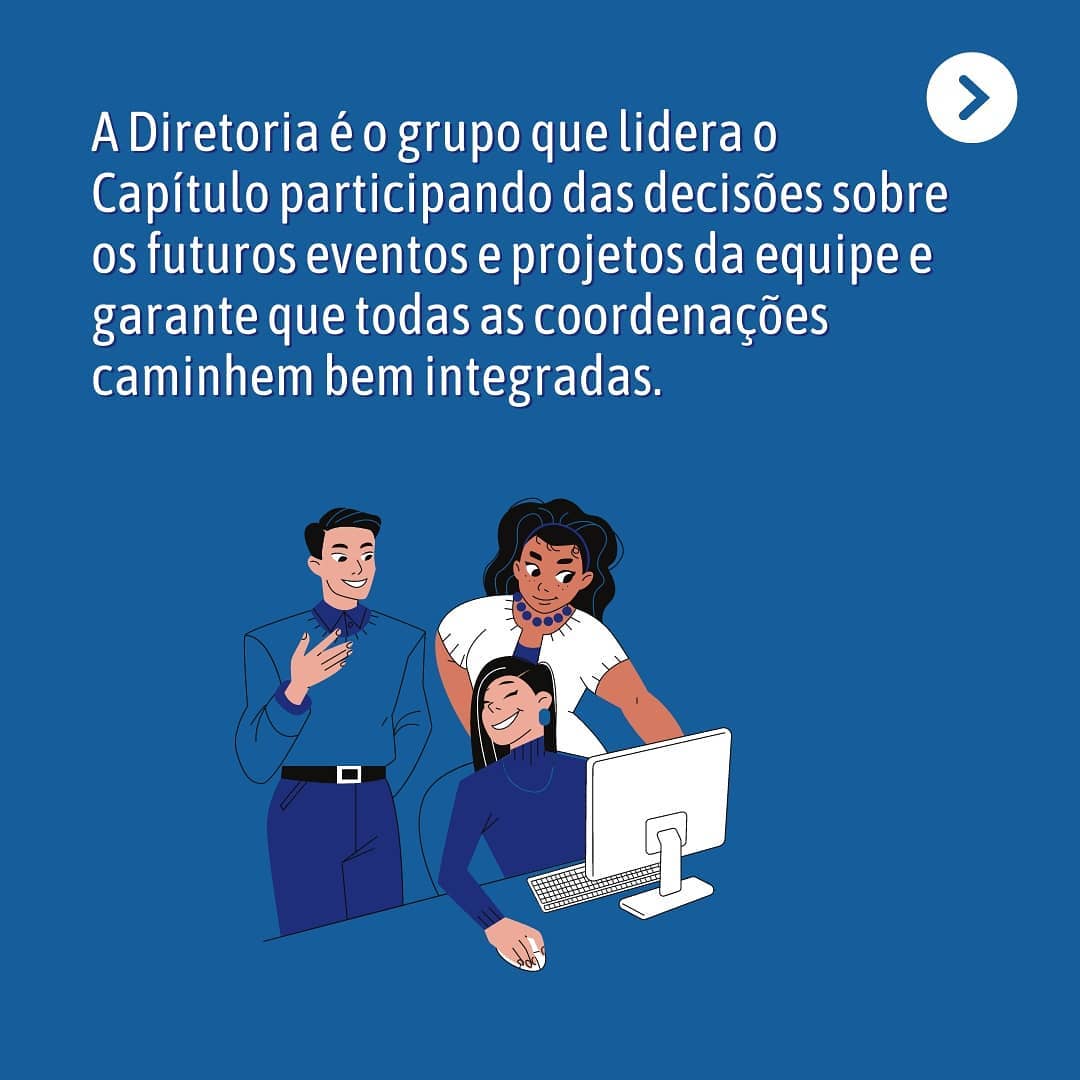 A Diretoria é o grupo que lidera o
Capítulo participando das decisões sobre
os futuros eventos e projetos da equipe e
garante que todas as coordenações
caminhem bem integradas.